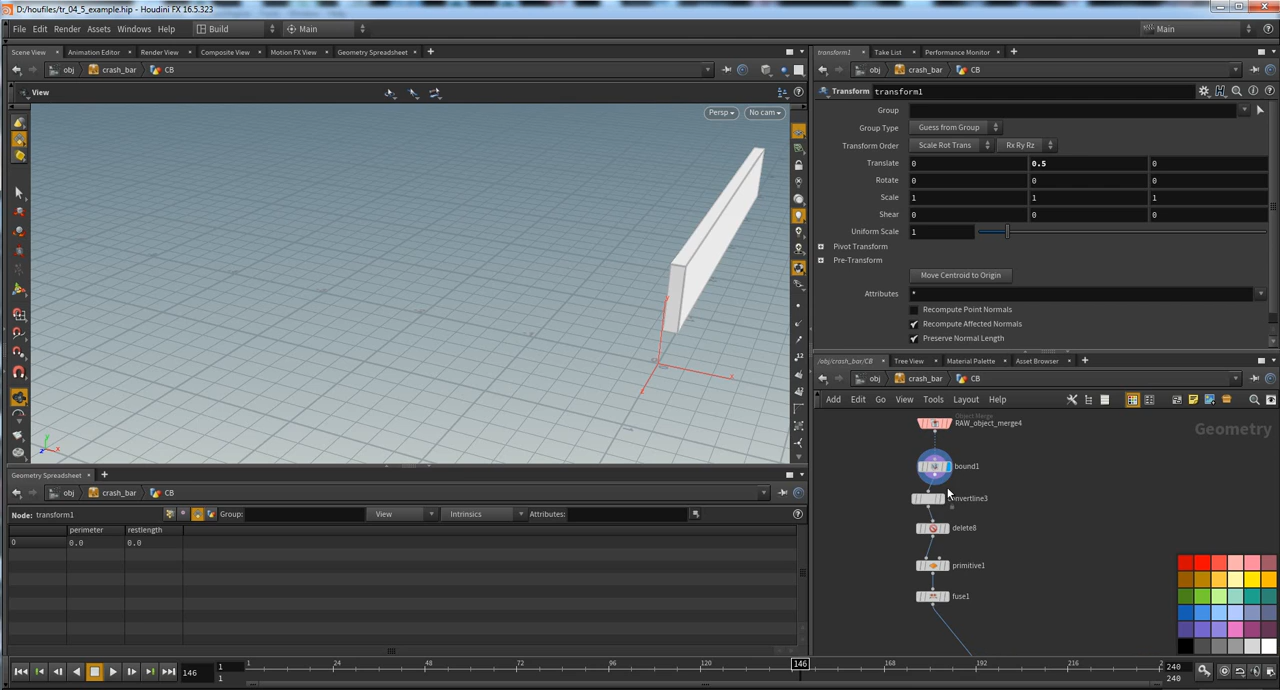 D:/houfiles/tr_04_5_example.hip - Houdini FX 16.5.323
File Edit Render Assets Windows Help Build Main Main
Scene View Animation Editor Render View Composite View Motion FX View Geometry Spreadsheet
obj crash_bar CB
View
Persp No cam
Geometry Spreadsheet
obj crash_bar CB
Node: transform1 Group: View Intrinsics Attributes:
perimeter restlength
0 0.0 0.0
transform1 Take List Performance Monitor
obj crash_bar CB
Transform transform1
Group
Group Type Guess from Group
Transform Order Scale Rot Trans Rx Ry Rz
Translate 0 0.5 0
Rotate 0 0 0
Scale 1 1 1
Shear 0 0 0
Uniform Scale 1
Pivot Transform
Pre-Transform
Move Centroid to Origin
Attributes *
Recompute Point Normals
Recompute Affected Normals
Preserve Normal Length
/obj/crash_bar/CB Tree View Material Palette Asset Browser
obj crash_bar CB
Add Edit Go View Tools Layout Help
Object Merge
RAW_object_merge4
Geometry
bound1
delete8
primitive1
fuse1
146 1 1 24 48 72 96 120 146 168 192 216 2 240
1 240